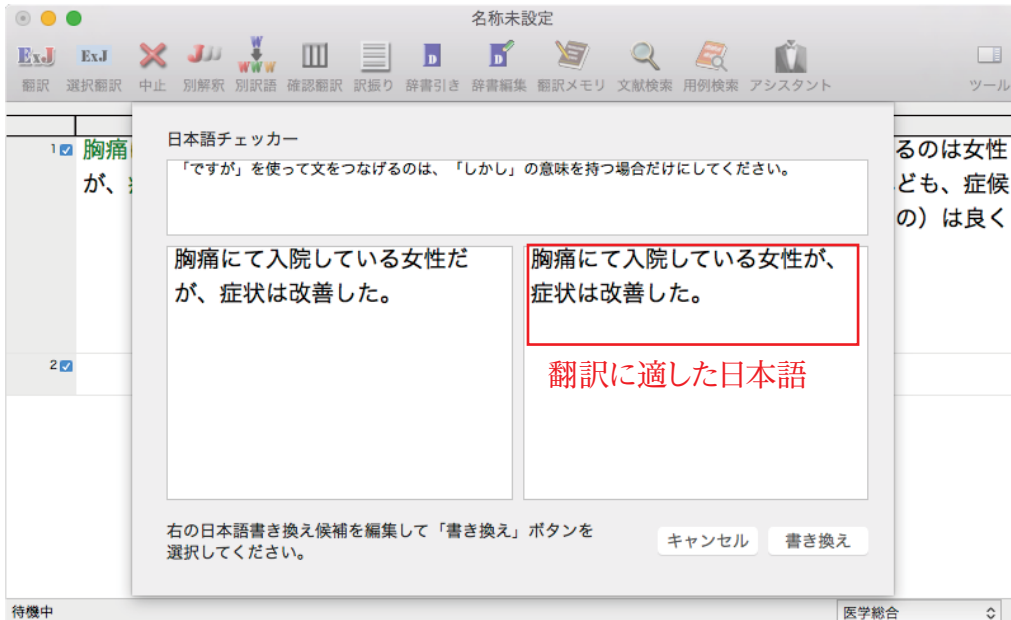 名称未設定
ExJ ExJ J W WWW D D
翻訳 選択翻訳 中止 別解釈 別訳語 確認翻訳 訳振り 辞書引き 辞書編集 翻訳メモリ 文献検索 用例検索 アシスタント ツール
日本語チェッカー
「ですが」を使って文をつなげるのは、「しかし」の意味を持つ場合だけにしてください。
1 胸痛
が、
るのは女性
ども、症候
の）は良く
胸痛にて入院している女性だ
が、症状は改善した。
胸痛にて入院している女性が、
症状は改善した。
翻訳に適した日本語
2
右の日本語書き換え候補を編集して「書き換え」ボタンを
選択してください。
キャンセル 書き換え
待機中 医学総合